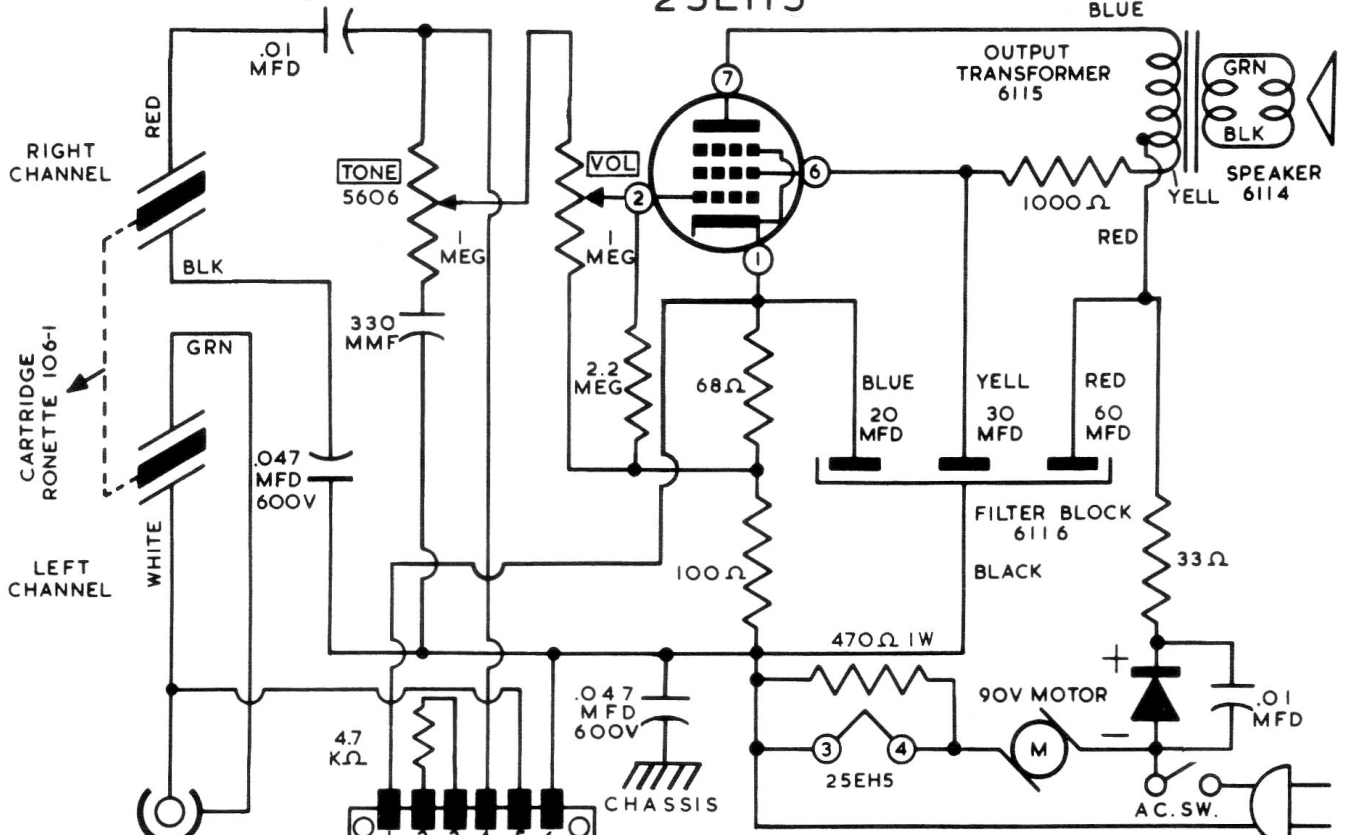 25EH5
BLUE
.01
MFD
OUTPUT
TRANSFORMER
6115
GRN
BLK
SPEAKER
6114
RED
RIGHT
CHANNEL
TONE
5606
VOL
7
6
2
1
1000Ω
YELL
RED
1
MEG
1
MEG
BLK
330
MMF
GRN
CARTRIDGE
RONETTE 106-1
2.2
MEG
68Ω
BLUE
20
MFD
YELL
30
MFD
RED
60
MFD
.047
MFD
600V
FILTER BLOCK
6116
WHITE
LEFT
CHANNEL
100Ω
BLACK
33Ω
470Ω 1W
+
90V MOTOR
.01
MFD
.047
MFD
600V
4.7
KΩ
3
4
M
−
25EH5
CHASSIS
A.C. SW.